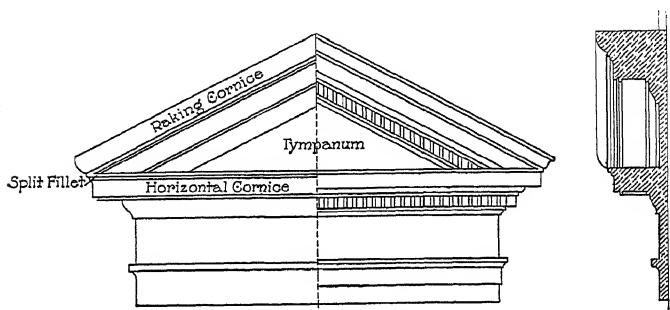 Raking Cornice
Tympanum
Split Fillet
Horizontal Cornice